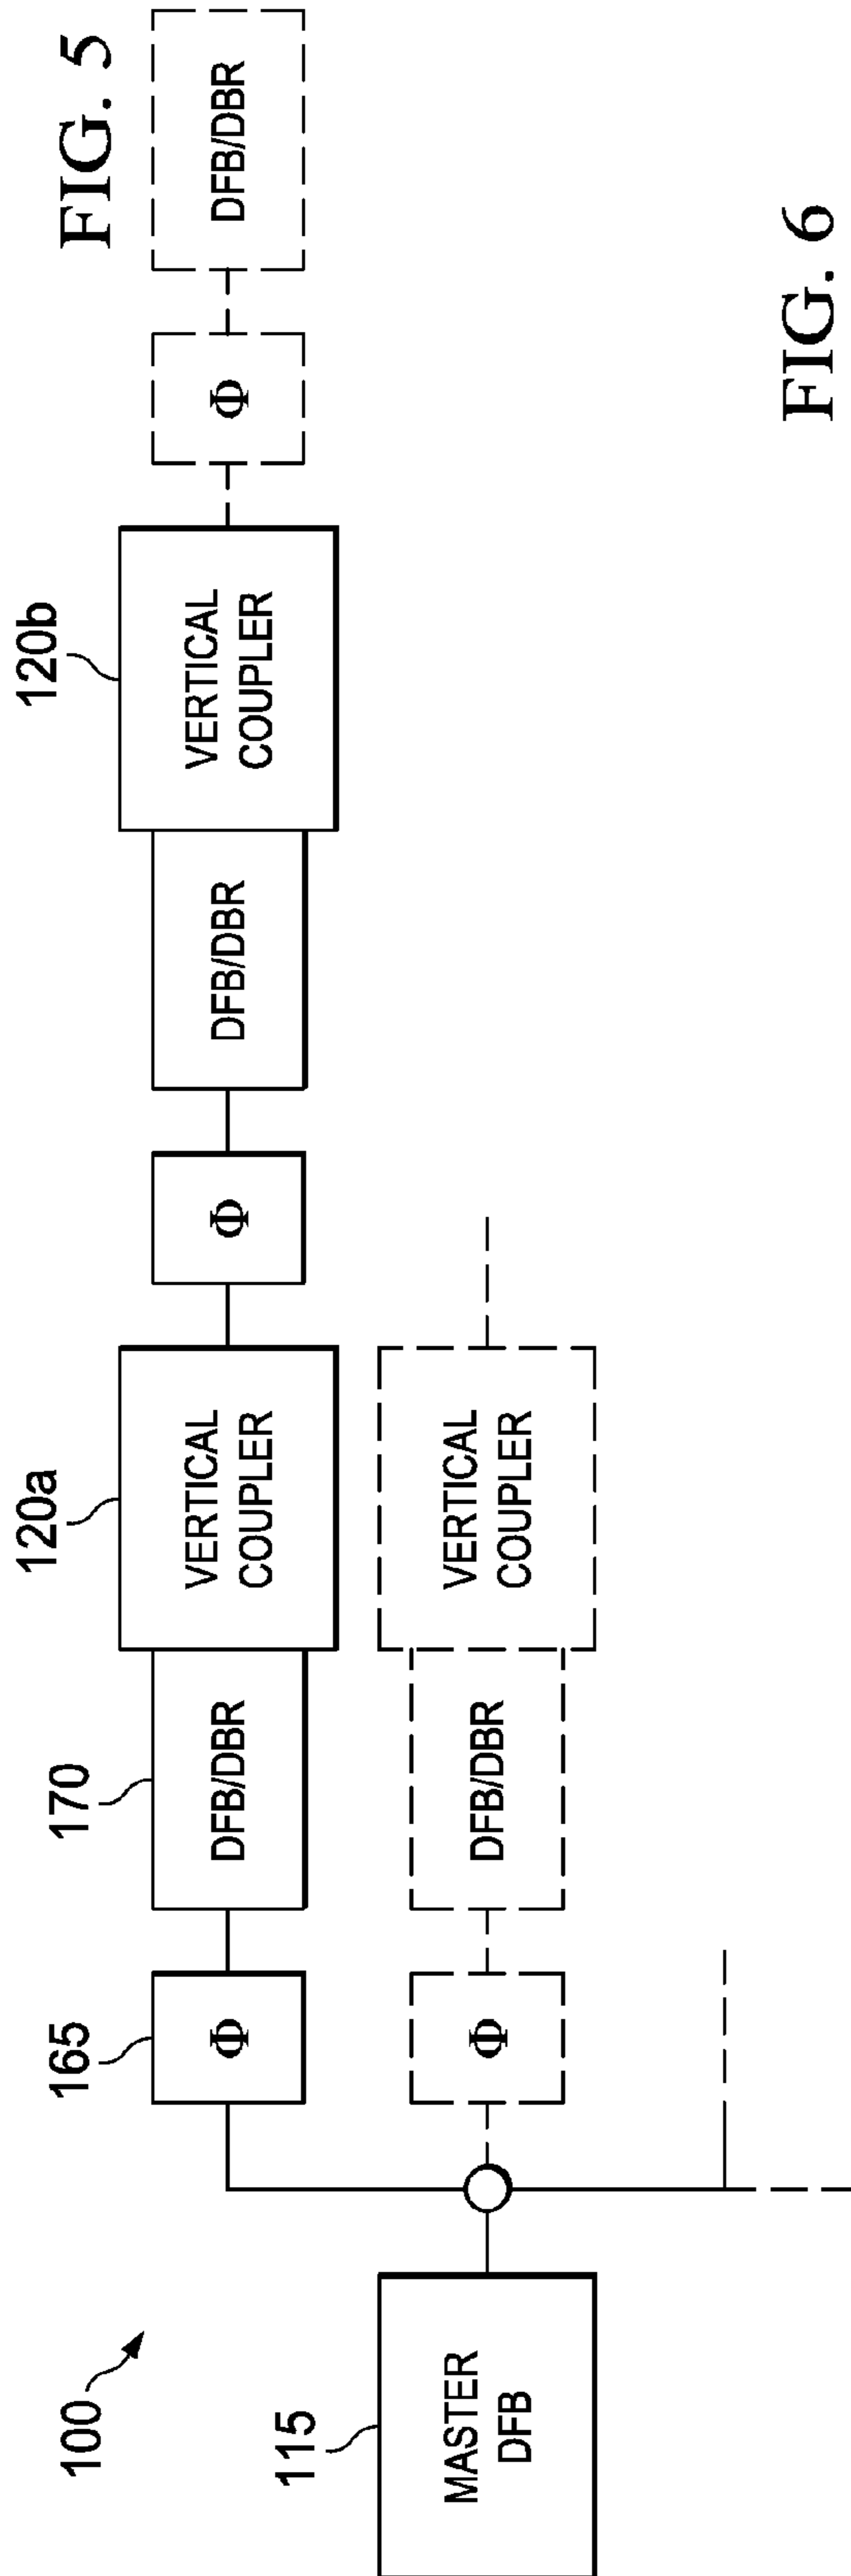 FIG. 5
120b
120a
170
165
Φ
DFB/DBR
VERTICAL
COUPLER
Φ
DFB/DBR
VERTICAL
COUPLER
Φ
DFB/DBR
100
115
MASTER
DFB
Φ
DFB/DBR
VERTICAL
COUPLER
FIG. 6